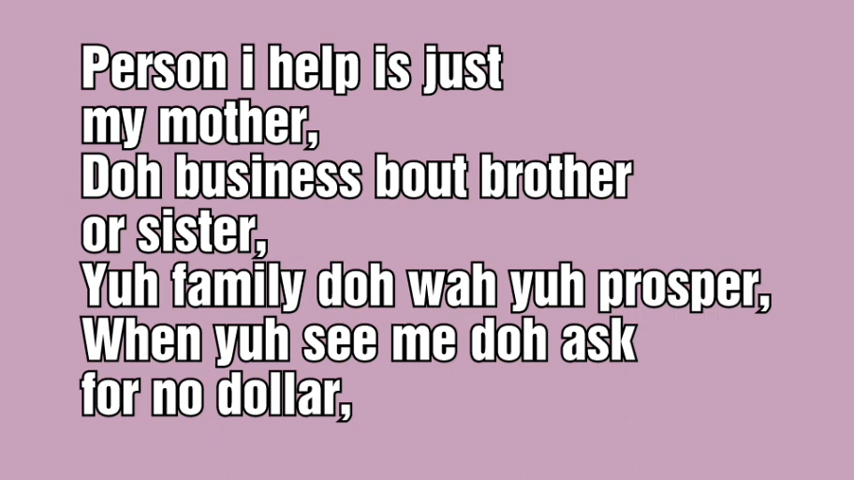 Person i help is just
my mother,
Doh business bout brother
or sister,
Yuh family doh wah yuh prosper,
When yuh see me doh ask
for no dollar,